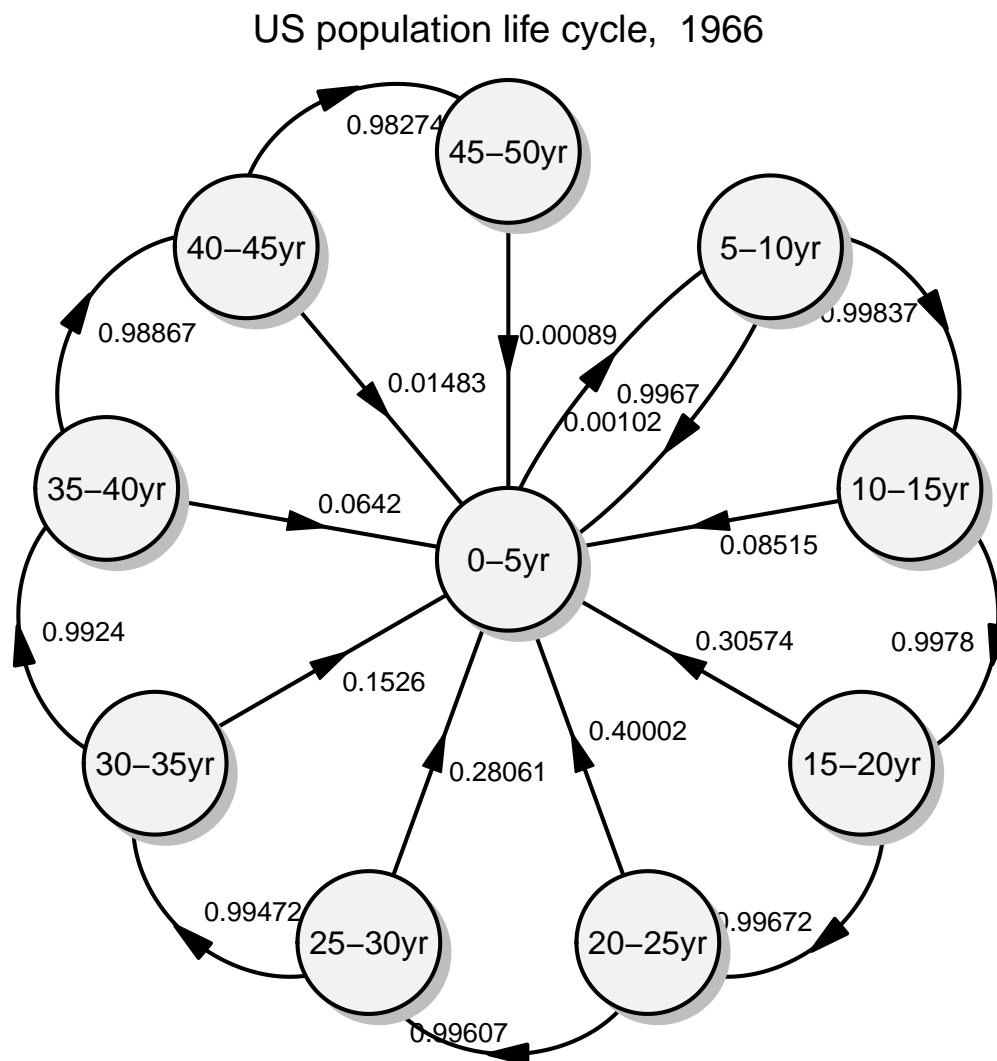 US population life cycle,  1966
0.98274
45−50yr
40−45yr
5−10yr
0.99837
0.98867
0.00089
0.01483
0.9967
0.00102
35−40yr
10−15yr
0.0642
0.08515
0−5yr
0.9924
0.9978
0.30574
0.1526
0.40002
30−35yr
15−20yr
0.28061
0.99472
0.99672
25−30yr
20−25yr
0.99607